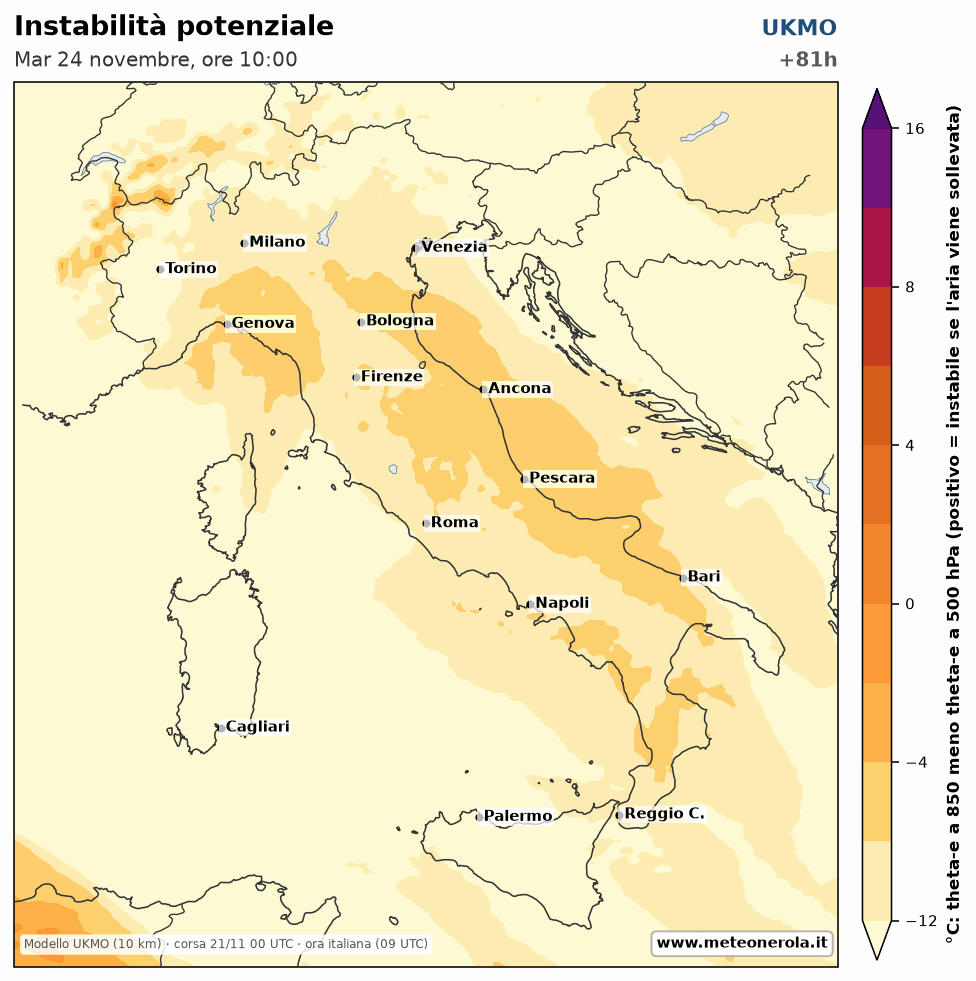 Instabilità potenziale
UKMO
Mar 24 novembre, ore 10:00
+81h
16
8
4
0
−4
−12
°C: theta-e a 850 meno theta-e a 500 hPa (positivo = instabile se l'aria viene sollevata)
Milano
Venezia
Torino
Genova
Bologna
Firenze
Ancona
Pescara
Roma
Bari
Napoli
Cagliari
Palermo
Reggio C.
Modello UKMO (10 km) · corsa 21/11 00 UTC · ora italiana (09 UTC)
www.meteonerola.it